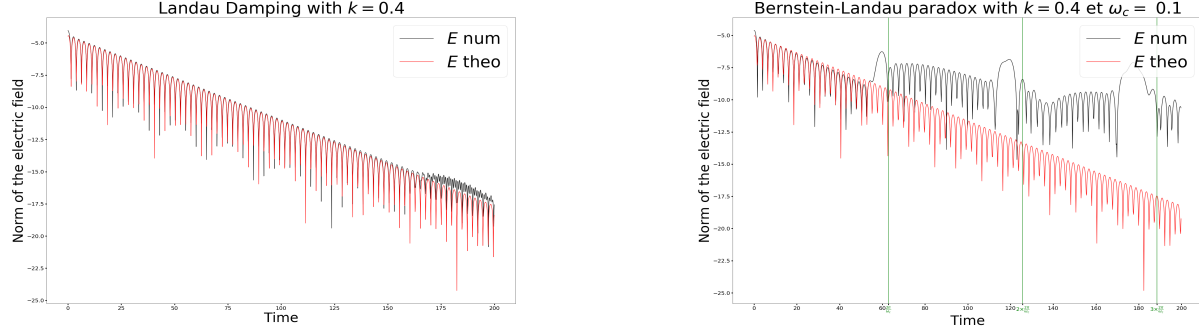 Landau Damping with k = 0.4
E num
E theo
Norm of the electric field
-5.0
-7.5
-10.0
-12.5
-15.0
-17.5
-20.0
-22.5
-25.0
0 25 50 75 100 125 150 175 200
Time
Bernstein-Landau paradox with k = 0.4 et ω_c = 0.1
E num
E theo
Norm of the electric field
-5.0
-7.5
-10.0
-12.5
-15.0
-17.5
-20.0
-22.5
-25.0
0 20 40 60 80 100 120 140 160 180 200
Time